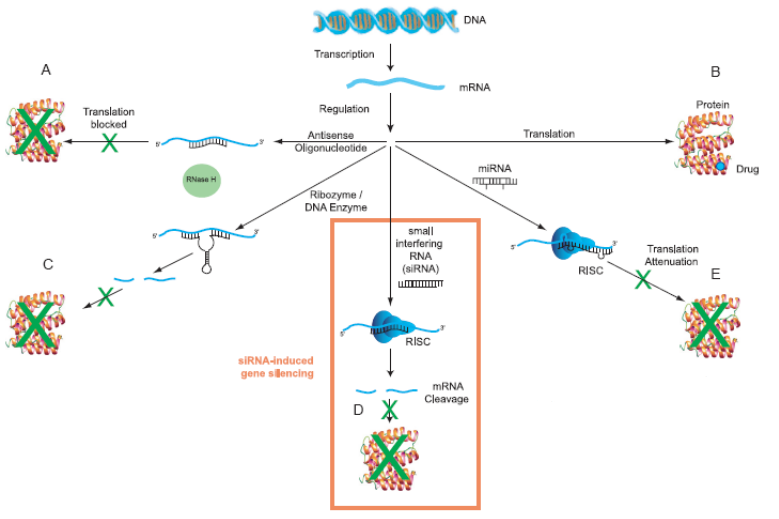 DNA
Transcription
mRNA
Regulation
A
B
Translation
blocked
Antisense
Oligonucleotide
Translation
Protein
Drug
5'
3'
RNase H
miRNA
Ribozyme /
DNA Enzyme
5'
3'
small
interfering
RNA
(siRNA)
5'
3'
RISC
Translation
Attenuation
C
E
5'
3'
RISC
siRNA-induced
gene silencing
mRNA
Cleavage
D